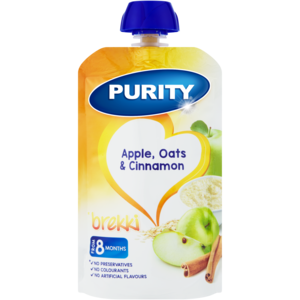 PURITY
Apple, Oats
& Cinnamon
brekki
FROM 8 MONTHS
✓NO PRESERVATIVES
✓NO COLOURANTS
✓NO ARTIFICIAL FLAVOURS